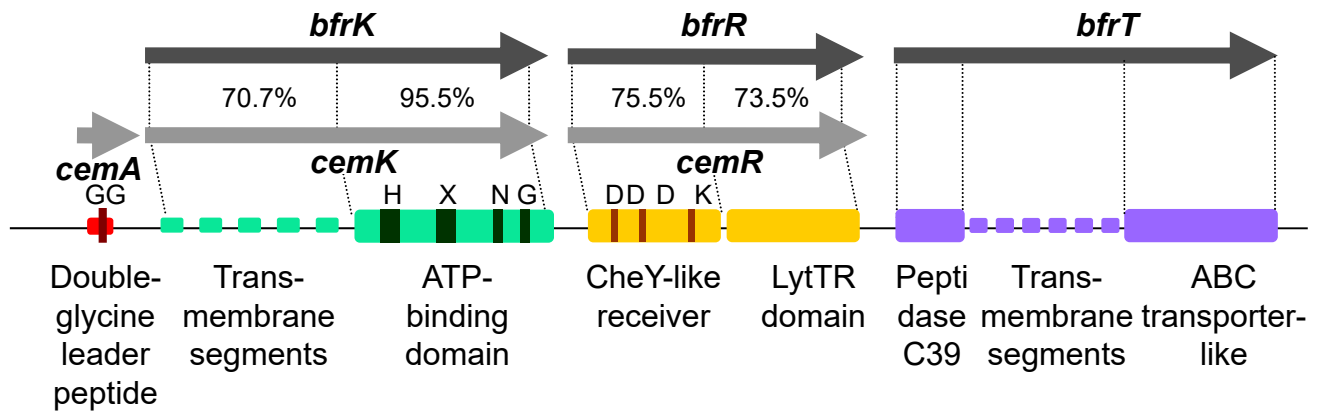 bfrK bfrR bfrT
70.7% 95.5% 75.5% 73.5%
cemA cemK cemR
GG H X N G D D D K
Double-glycine leader peptide
Trans-membrane segments
ATP-binding domain
CheY-like receiver
LytTR domain
Pepti dase C39
Trans-membrane segments
ABC transporter-like